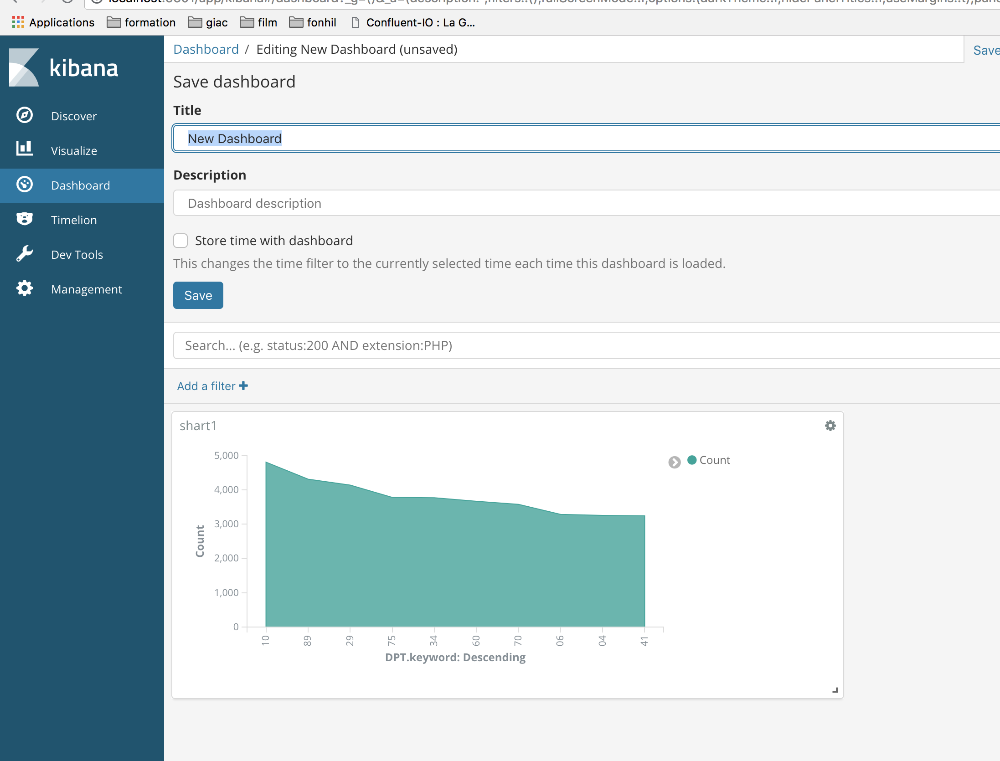 Applications formation giac film fonhil Confluent-IO : La G...
kibana
Discover
Visualize
Dashboard
Timelion
Dev Tools
Management
Dashboard / Editing New Dashboard (unsaved)
Save
Save dashboard
Title
New Dashboard
Description
Dashboard description
Store time with dashboard
This changes the time filter to the currently selected time each time this dashboard is loaded.
Save
Search... (e.g. status:200 AND extension:PHP)
Add a filter
shart1
Count
5,000
4,000
3,000
2,000
1,000
0
Count
10 89 29 75 34 60 70 06 04 41
DPT.keyword: Descending